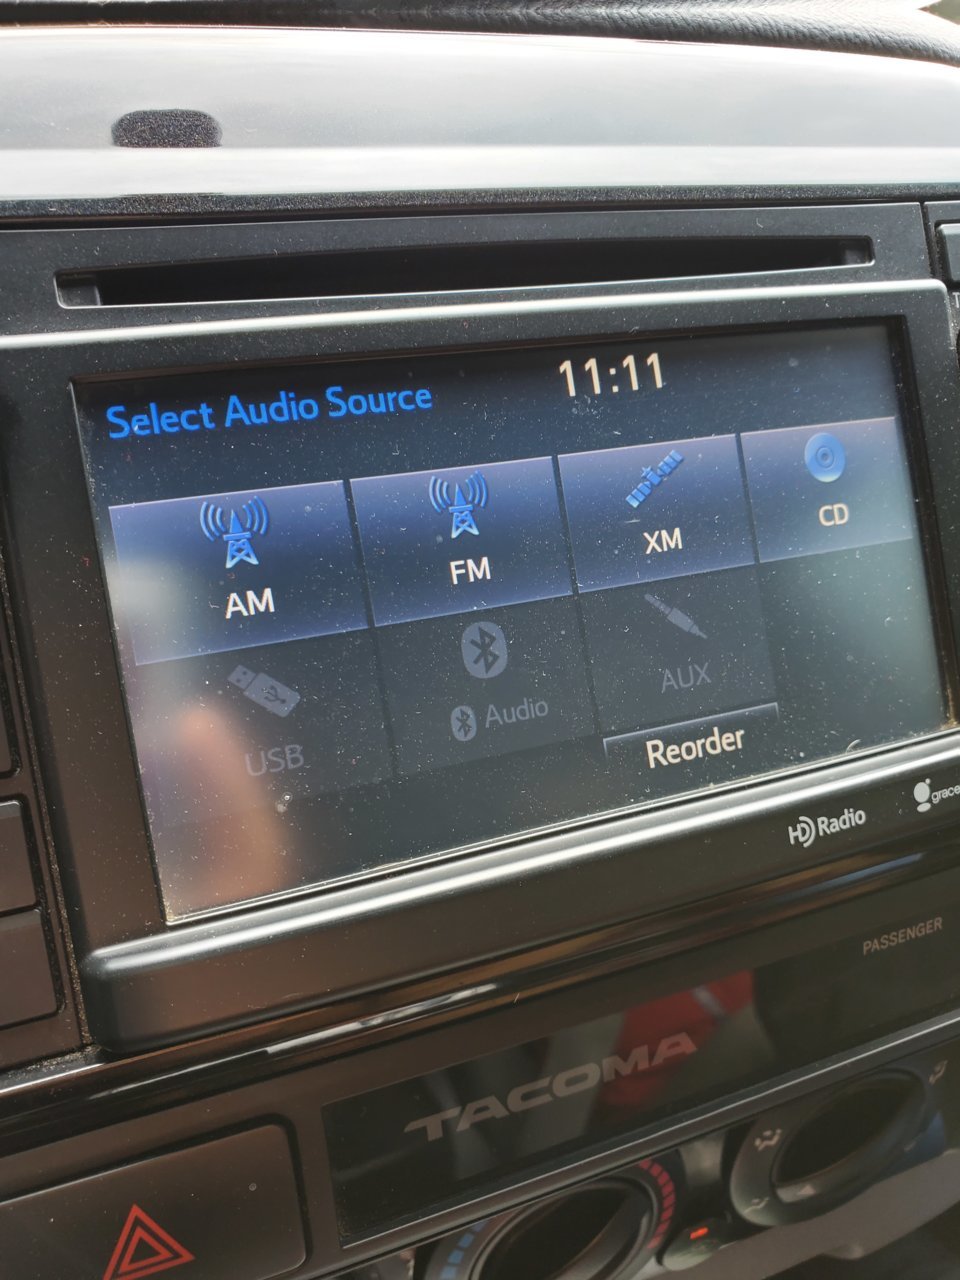 Select Audio Source
11:11
AM
FM
XM
CD
USB
Audio
AUX
Reorder
HD Radio
grace
PASSENGER
TACOMA